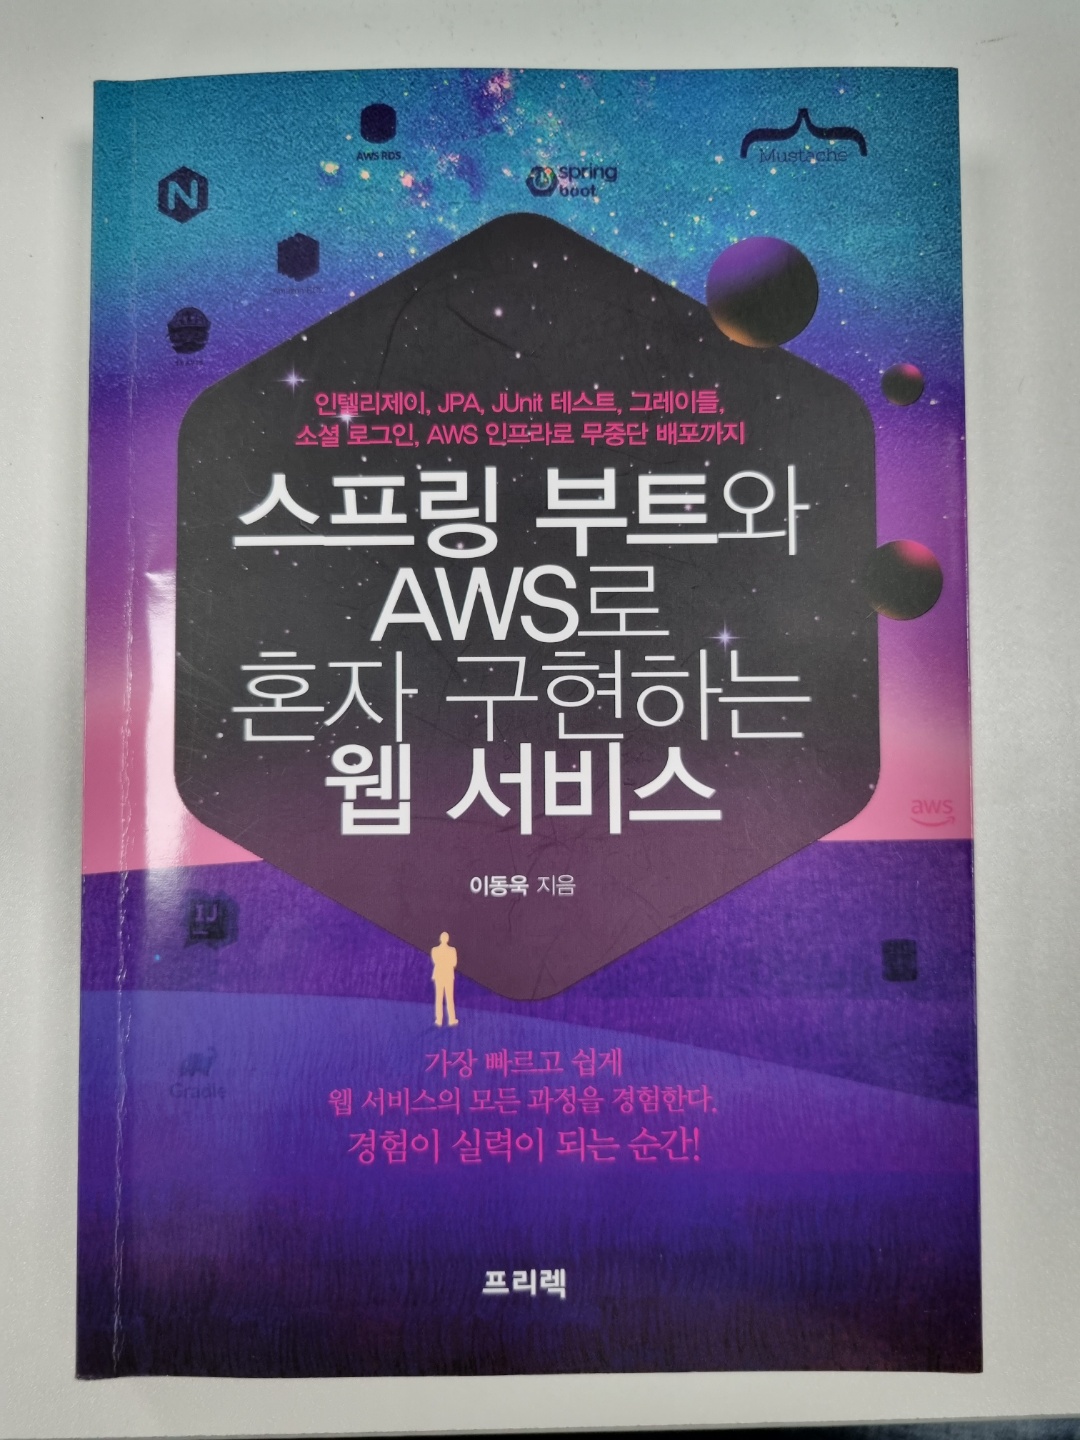 AWS RDS
Mustache
spring
boot
N
인텔리제이, JPA, JUnit 테스트, 그레이들,
소셜 로그인, AWS 인프라로 무중단 배포까지
스프링 부트와
AWS로
혼자 구현하는
웹 서비스
aws
이동욱 지음
IJ
Gradle
가장 빠르고 쉽게
웹 서비스의 모든 과정을 경험한다.
경험이 실력이 되는 순간!
프리렉